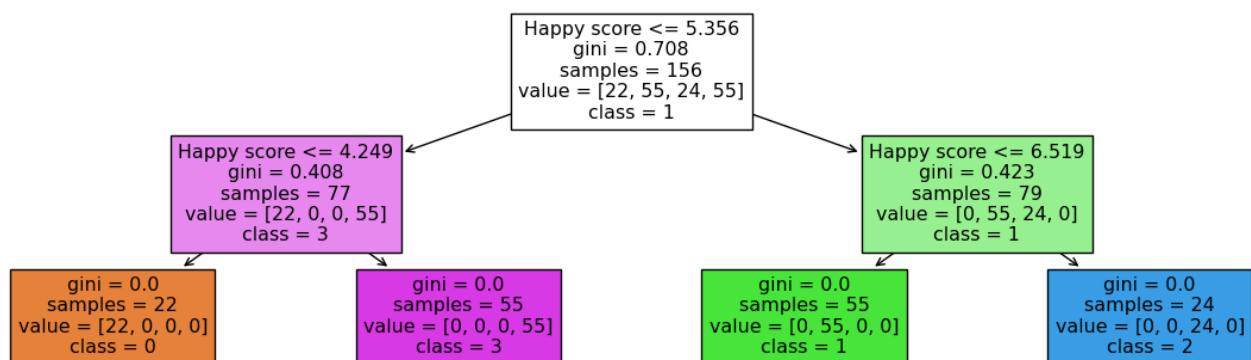 Happy score <= 5.356
gini = 0.708
samples = 156
value = [22, 55, 24, 55]
class = 1
Happy score <= 4.249
gini = 0.408
samples = 77
value = [22, 0, 0, 55]
class = 3
Happy score <= 6.519
gini = 0.423
samples = 79
value = [0, 55, 24, 0]
class = 1
gini = 0.0
samples = 22
value = [22, 0, 0, 0]
class = 0
gini = 0.0
samples = 55
value = [0, 0, 0, 55]
class = 3
gini = 0.0
samples = 55
value = [0, 55, 0, 0]
class = 1
gini = 0.0
samples = 24
value = [0, 0, 24, 0]
class = 2